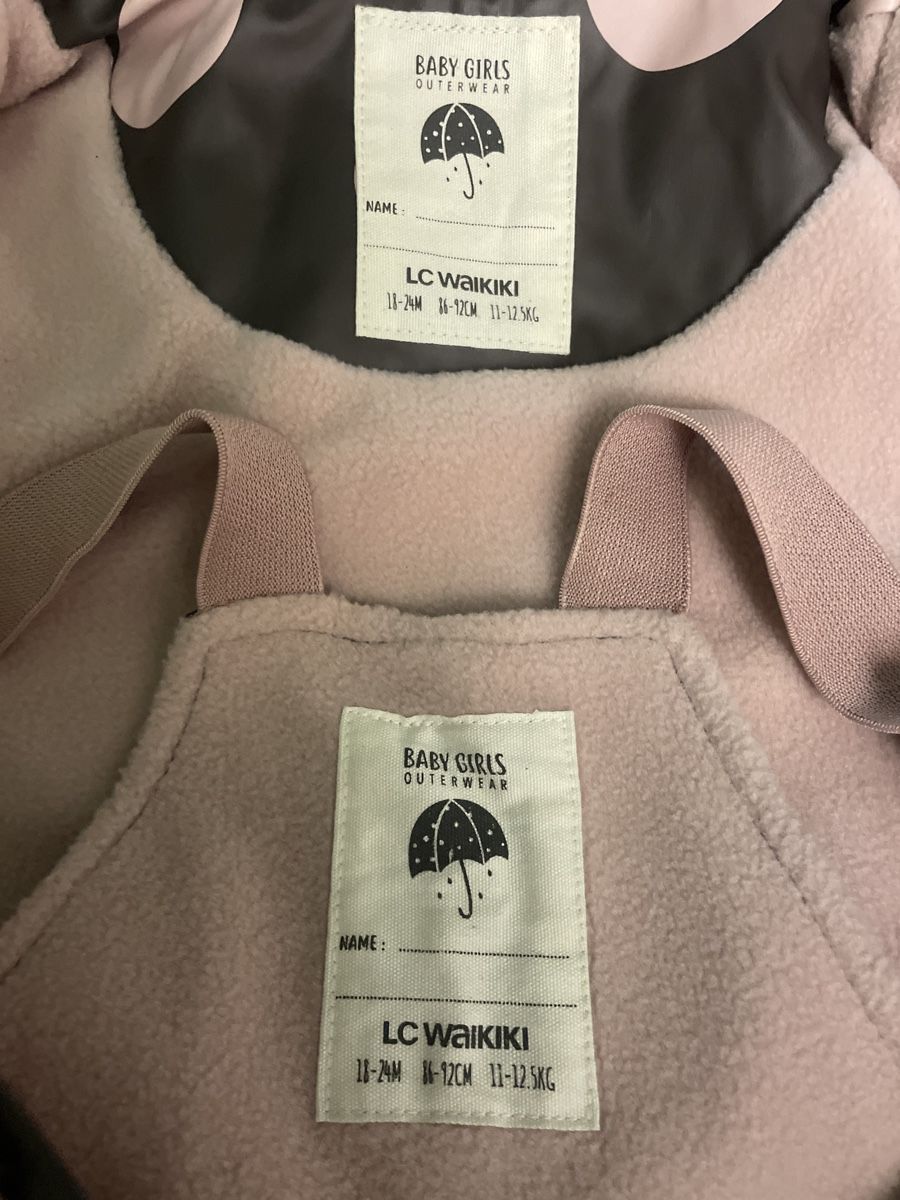 BABY GIRLS
OUTERWEAR
NAME :
LC WaIKIKI
18-24M 86-92CM 11-12.5KG
BABY GIRLS
OUTERWEAR
NAME :
LC WaIKIKI
18-24M 86-92CM 11-12.5KG